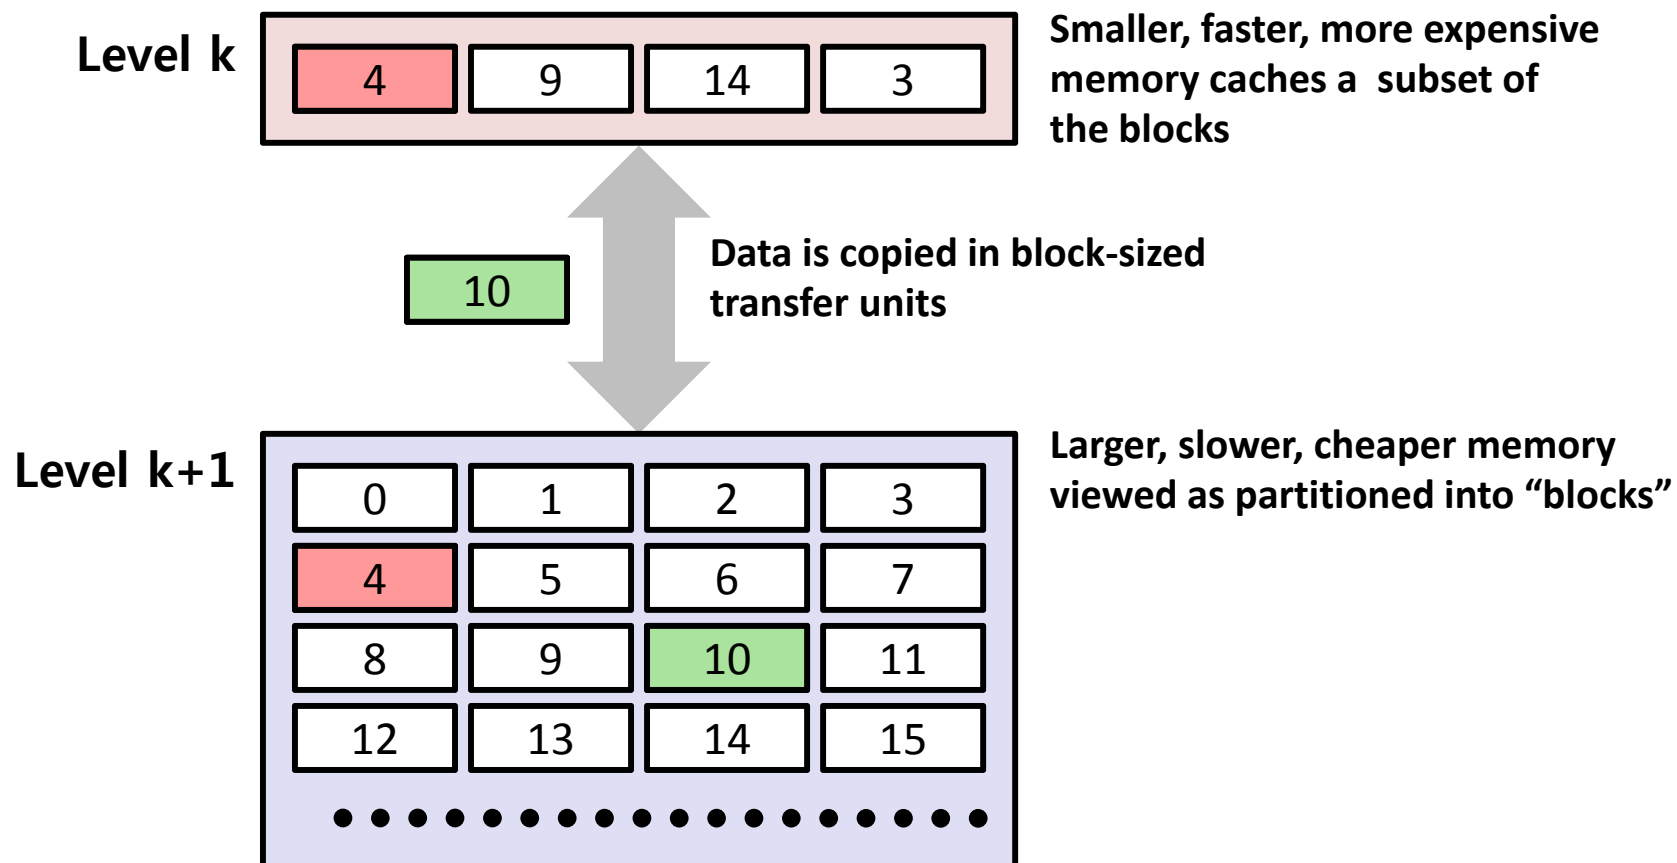 Level k
4 9 14 3
Smaller, faster, more expensive
memory caches a  subset of
the blocks
10
Data is copied in block-sized
transfer units
Level k+1
0 1 2 3
4 5 6 7
8 9 10 11
12 13 14 15
Larger, slower, cheaper memory
viewed as partitioned into “blocks”